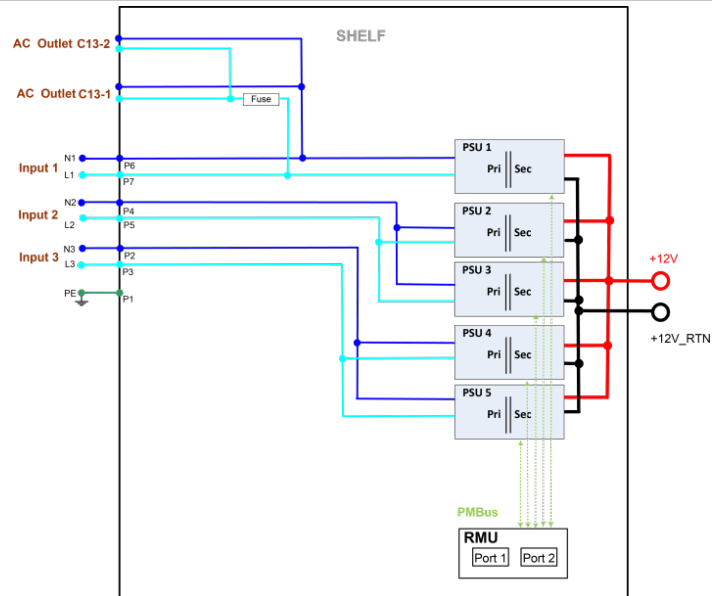 SHELF
AC Outlet C13-2
AC Outlet C13-1
Fuse
Input 1
N1
L1
P6
P7
Input 2
N2
L2
P4
P5
Input 3
N3
L3
P2
P3
PE
P1
PSU 1
Pri Sec
PSU 2
Pri Sec
PSU 3
Pri Sec
PSU 4
Pri Sec
PSU 5
Pri Sec
+12V
+12V_RTN
PMBus
RMU
Port 1 Port 2